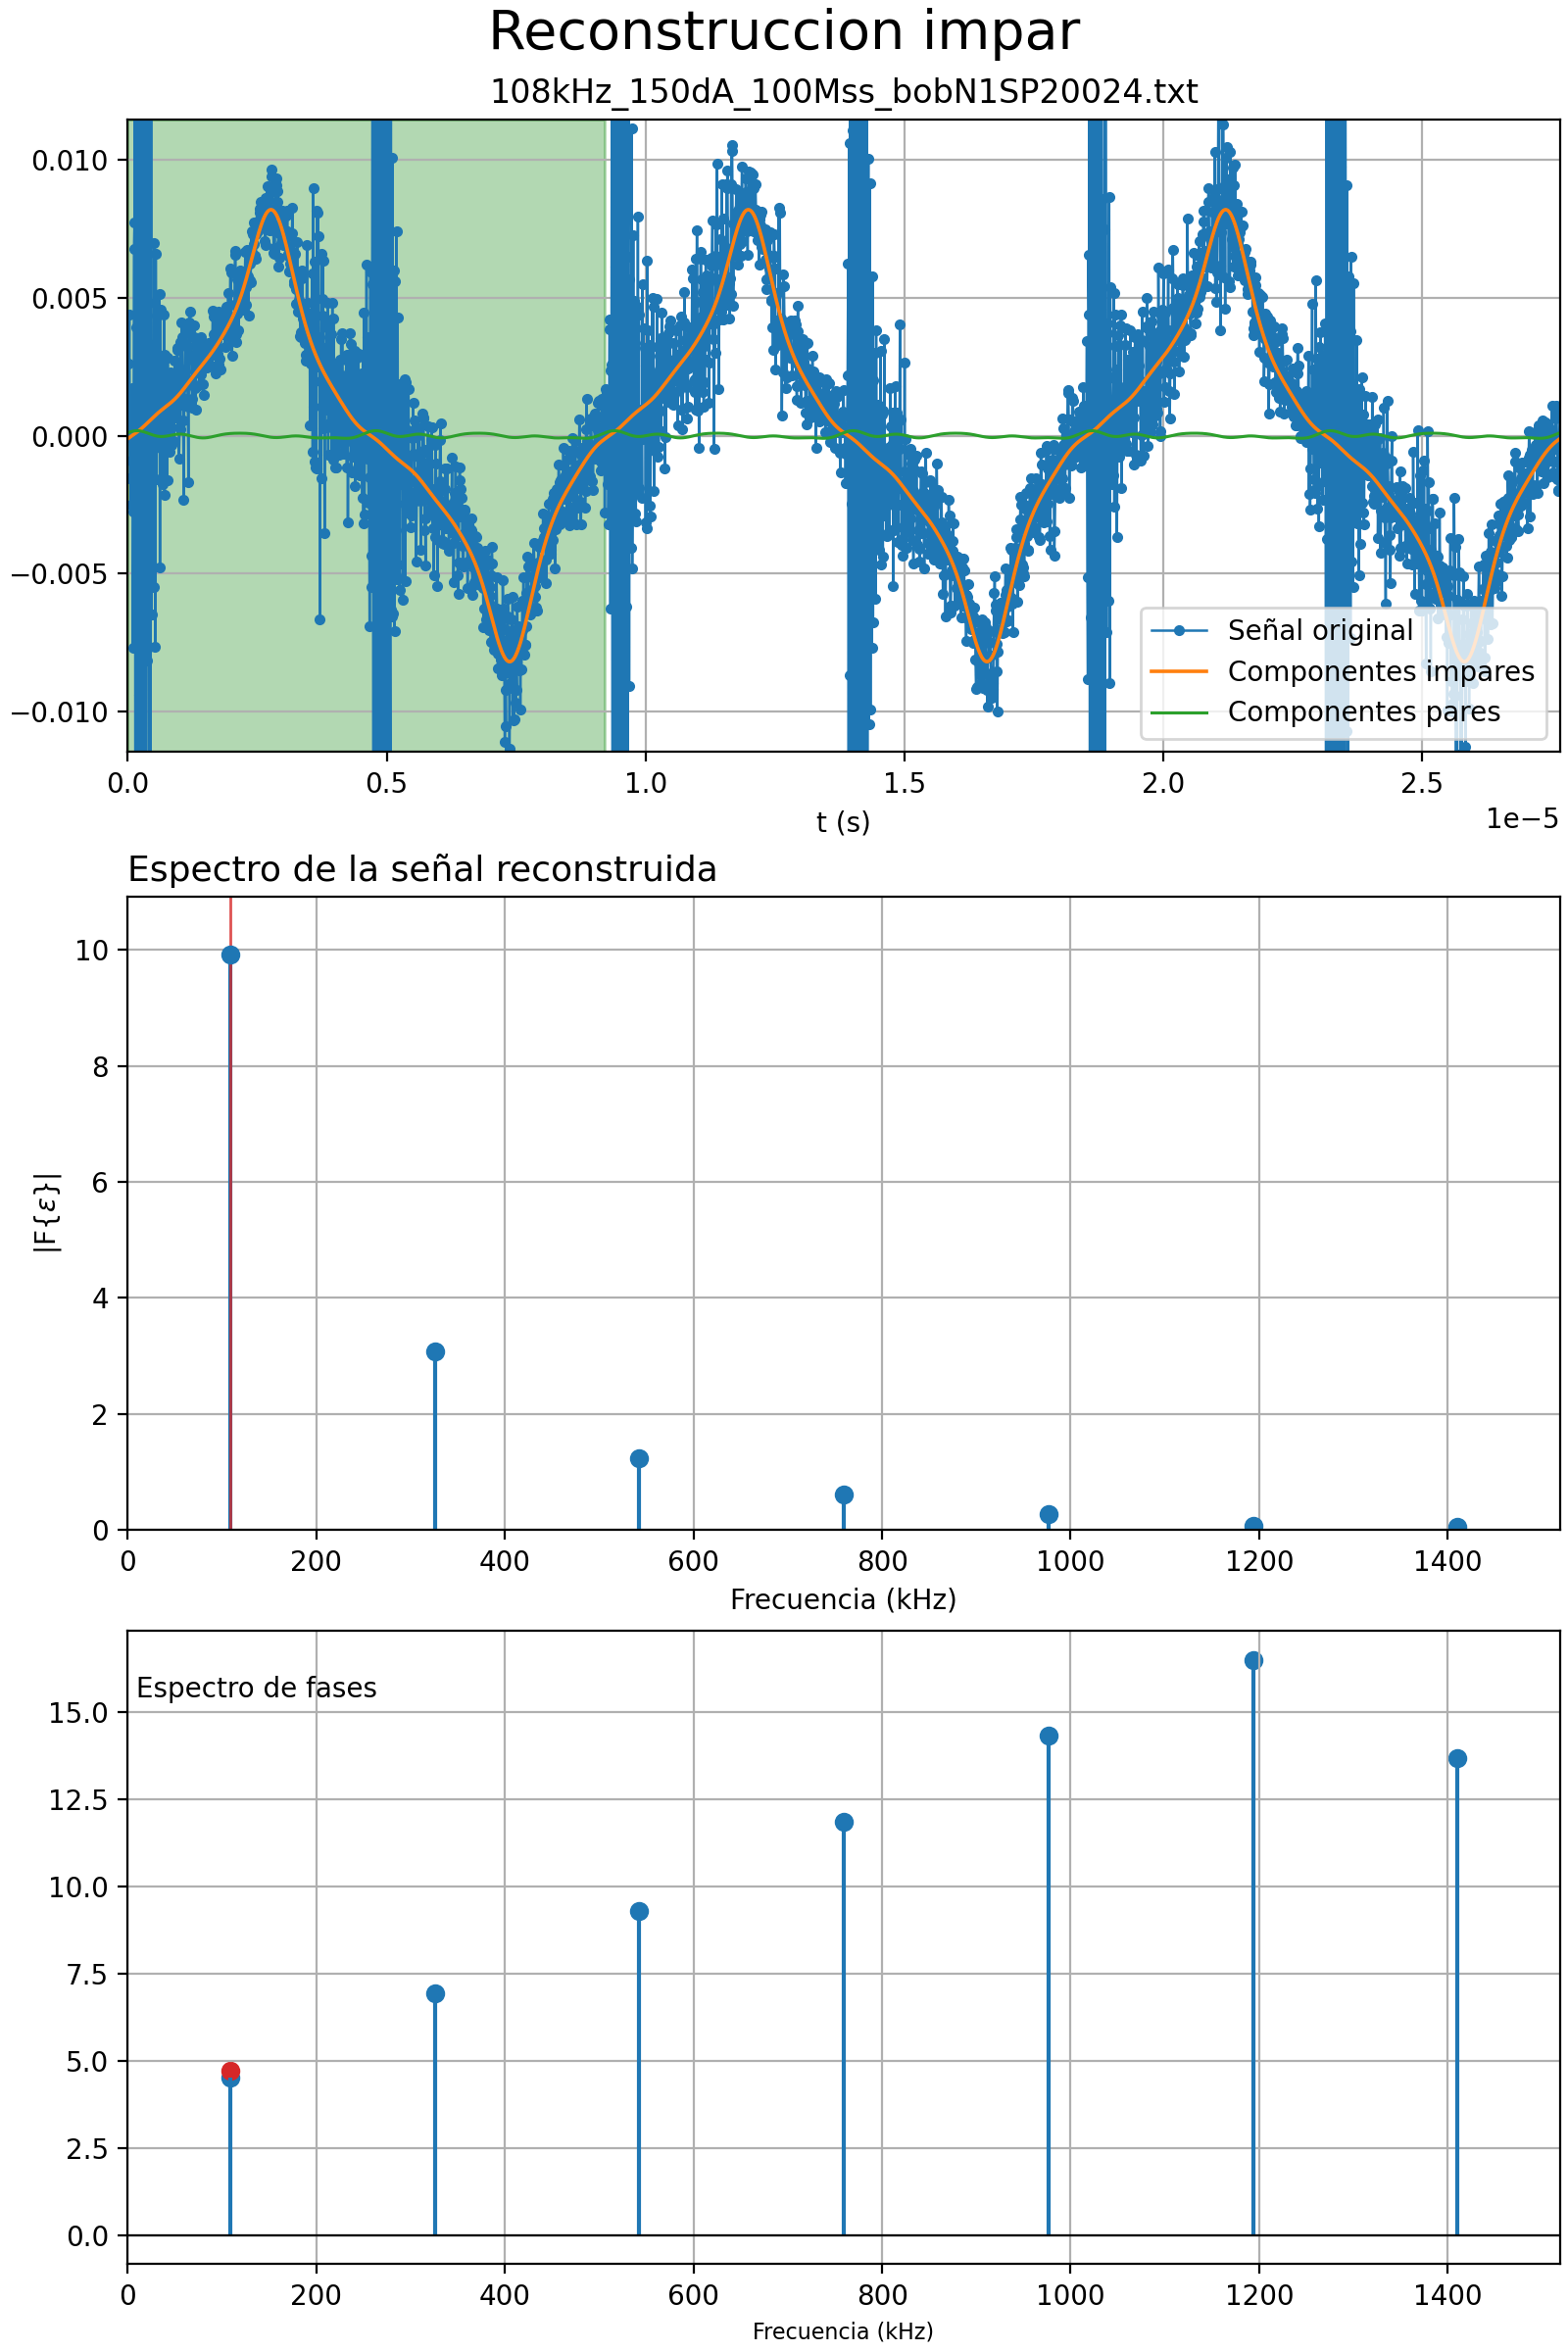 Reconstruccion impar
108kHz_150dA_100Mss_bobN1SP20024.txt
0.010
0.005
0.000
−0.005
−0.010
Señal original
Componentes impares
Componentes pares
0.0 0.5 1.0 1.5 2.0 2.5
1e−5
t (s)
Espectro de la señal reconstruida
10
8
6
4
2
0
|F{ε}|
0 200 400 600 800 1000 1200 1400
Frecuencia (kHz)
Espectro de fases
15.0
12.5
10.0
7.5
5.0
2.5
0.0
0 200 400 600 800 1000 1200 1400
Frecuencia (kHz)